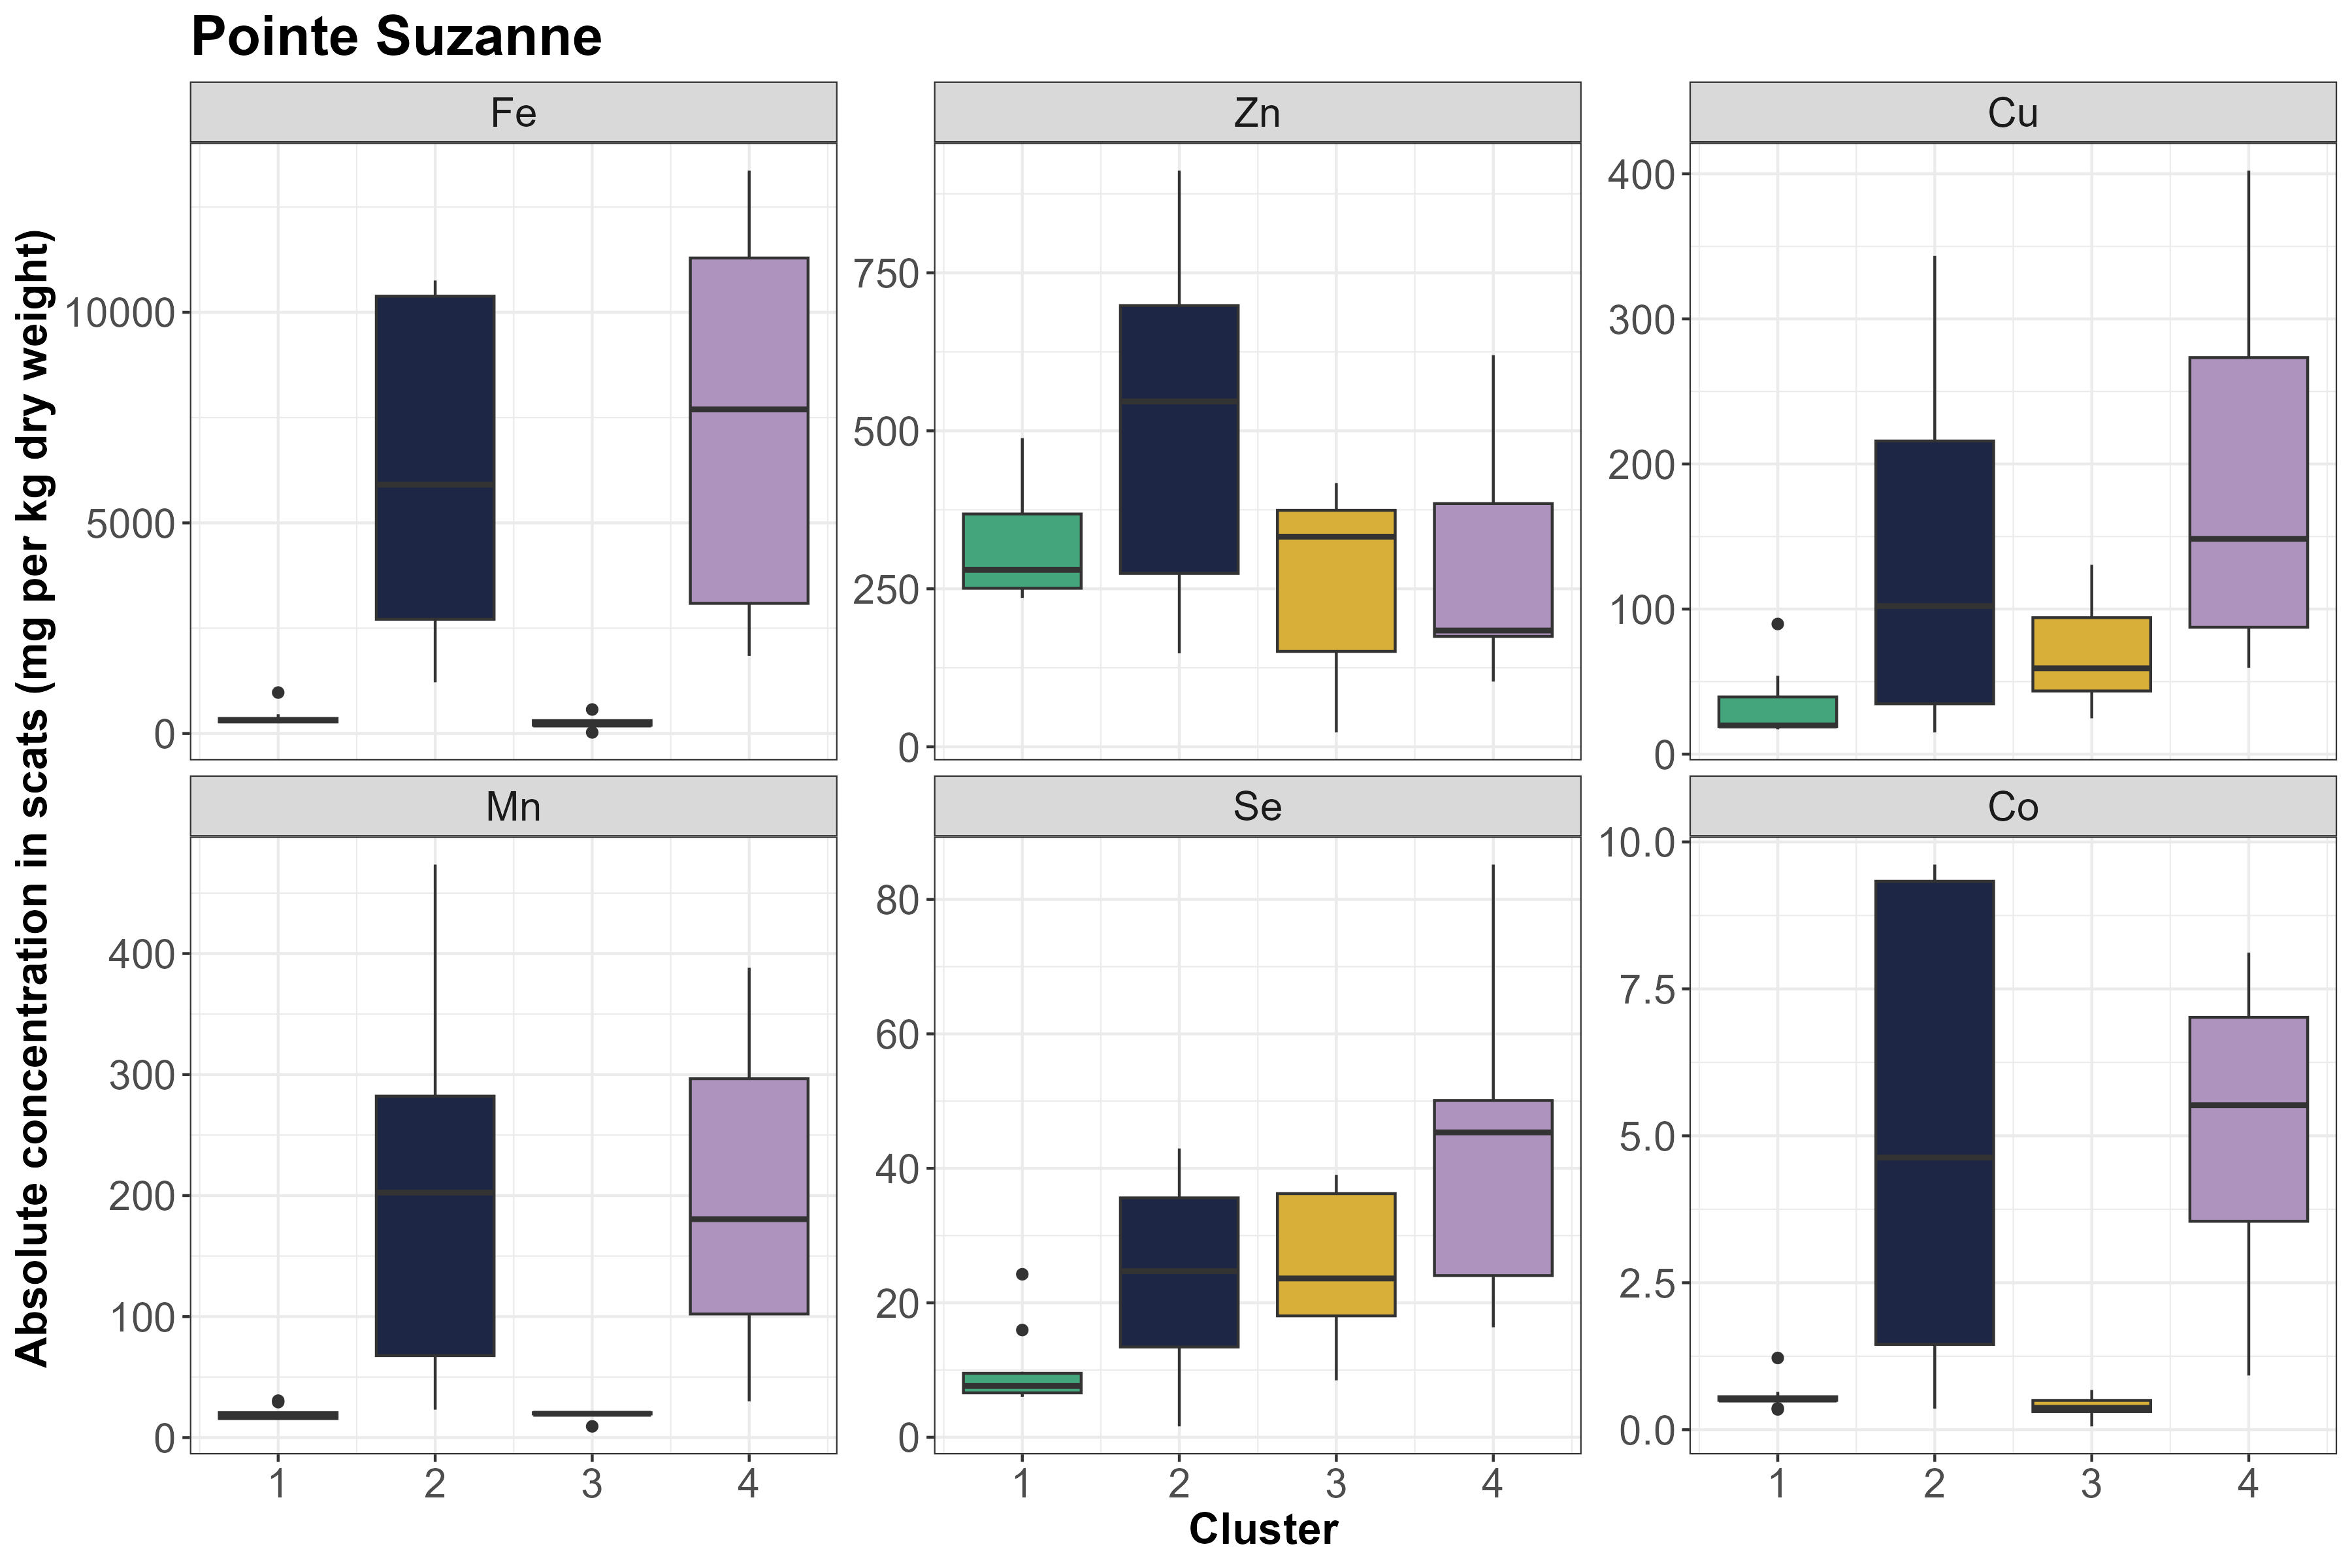 Pointe Suzanne
Fe
Zn
Cu
Absolute concentration in scats (mg per kg dry weight)
10000
5000
0
750
500
250
0
400
300
200
100
0
Mn
Se
Co
400
300
200
100
0
80
60
40
20
0
10.0
7.5
5.0
2.5
0.0
1 2 3 4
1 2 3 4
1 2 3 4
Cluster